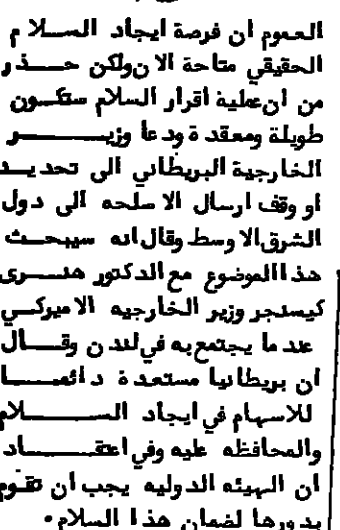 العموم ان فرصة ايجاد السلام
الحقيقي متاحة الان ولكن حذر
من ان عملية اقرار السلام ستكون
طويلة ومعقدة ودعا وزير
الخارجية البريطاني الى تحديد
او وقف ارسال الاسلحه الى دول
الشرق الاوسط وقال انه سيبحث
هذا الموضوع مع الدكتور هنرى
كيسنجر وزير الخارجيه الاميركي
عندما يجتمع به في لندن وقال
ان بريطانيا مستعدة دائما
للاسهام في ايجاد السلام
والمحافظه عليه وفي اعتقاد
ان الهيئه الدوليه يجب ان تقوم
بدورها لضمان هذا السلام.